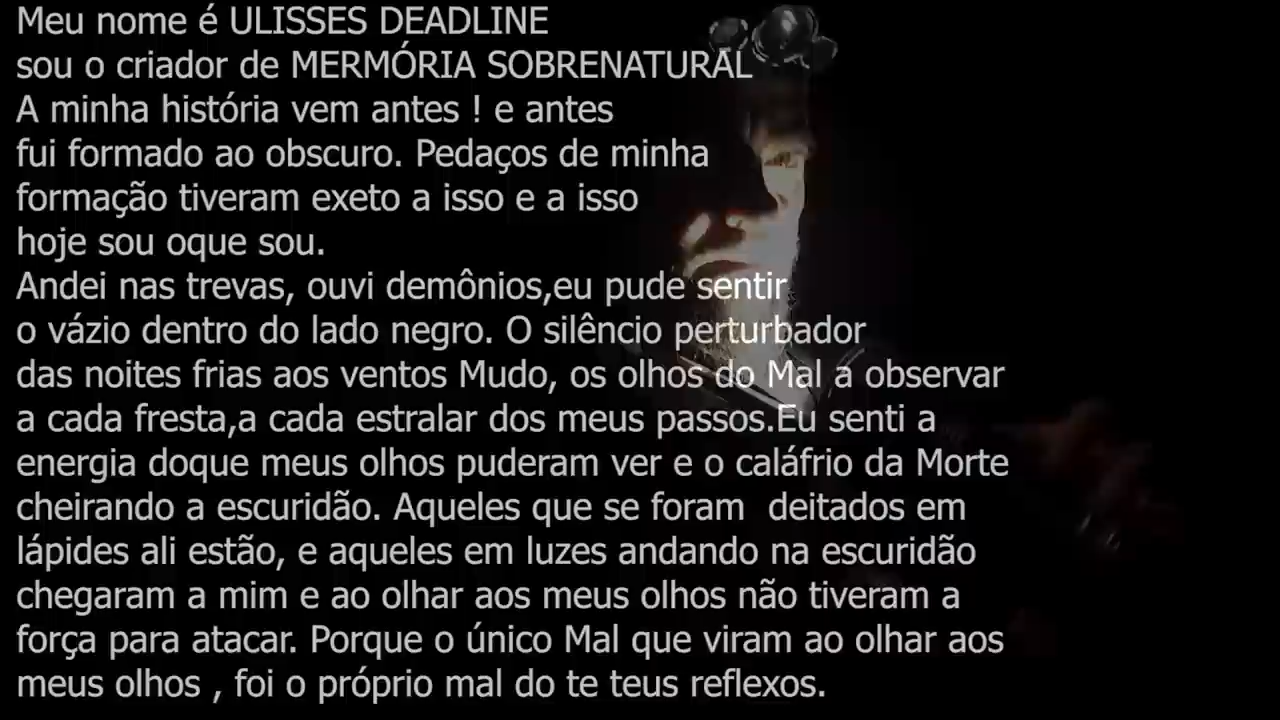 Meu nome é ULISSES DEADLINE
sou o criador de MERMÓRIA SOBRENATURAL
A minha história vem antes ! e antes
fui formado ao obscuro. Pedaços de minha
formação tiveram exeto a isso e a isso
hoje sou oque sou.
Andei nas trevas, ouvi demônios,eu pude sentir
o vázio dentro do lado negro. O silêncio perturbador
das noites frias aos ventos Mudo, os olhos do Mal a observar
a cada fresta,a cada estralar dos meus passos.Eu senti a
energia doque meus olhos puderam ver e o caláfrio da Morte
cheirando a escuridão. Aqueles que se foram  deitados em
lápides ali estão, e aqueles em luzes andando na escuridão
chegaram a mim e ao olhar aos meus olhos não tiveram a
força para atacar. Porque o único Mal que viram ao olhar aos
meus olhos , foi o próprio mal do te teus reflexos.